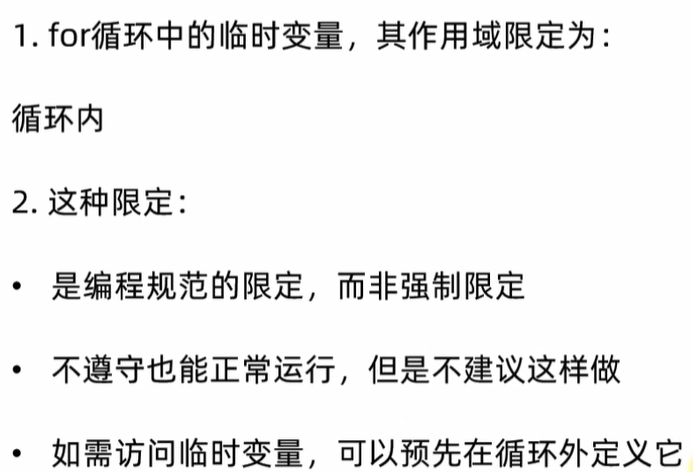 1. for循环中的临时变量，其作用域限定为：
循环内
2. 这种限定：
• 是编程规范的限定，而非强制限定
• 不遵守也能正常运行，但是不建议这样做
• 如需访问临时变量，可以预先在循环外定义它